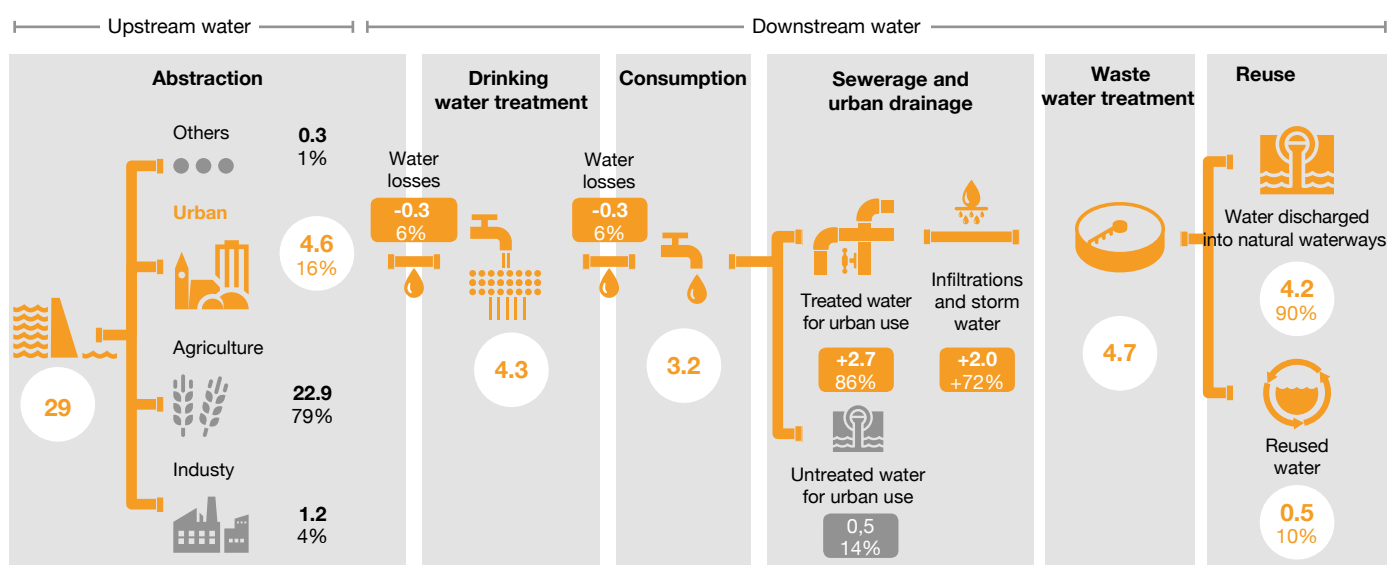 Upstream water
Downstream water
Abstraction
Others
0.3
1%
Urban
4.6
16%
Agriculture
22.9
79%
Industy
1.2
4%
29
Water
losses
-0.3
6%
Drinking
water treatment
4.3
Water
losses
-0.3
6%
Consumption
3.2
Sewerage and
urban drainage
Treated water
for urban use
+2.7
86%
Infiltrations
and storm
water
+2.0
+72%
Untreated water
for urban use
0,5
14%
Waste
water treatment
4.7
Reuse
Water discharged
into natural waterways
4.2
90%
Reused
water
0.5
10%